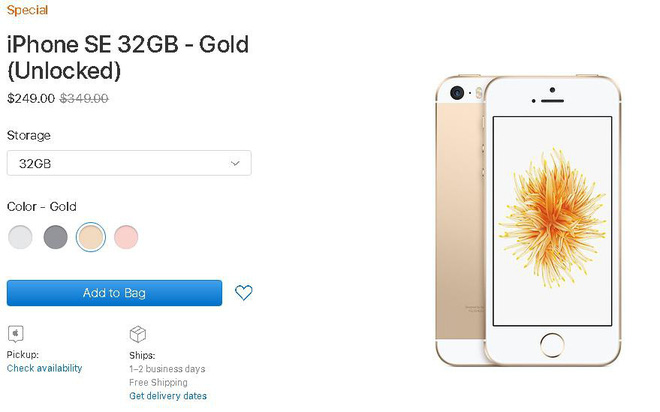 Special
iPhone SE 32GB - Gold
(Unlocked)
$249.00 $349.00
Storage
32GB
Color - Gold
Add to Bag
Pickup:
Check availability
Ships:
1–2 business days
Free Shipping
Get delivery dates